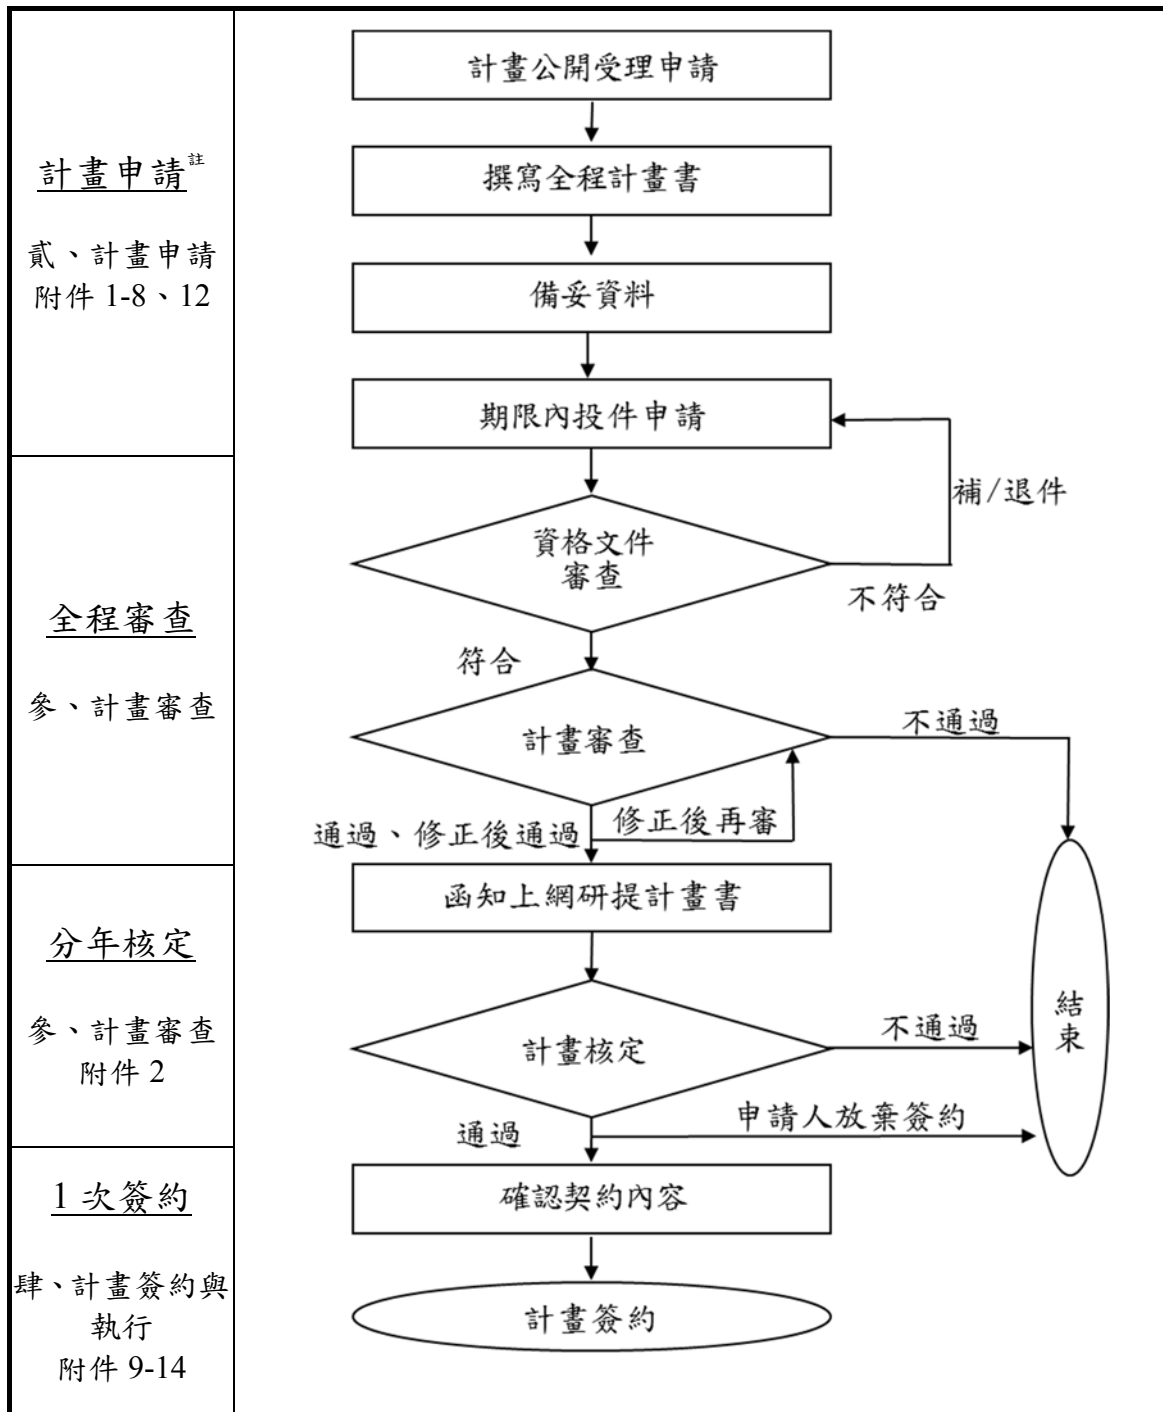 計畫申請註
貳、計畫申請
附件 1-8、12
計畫公開受理申請
撰寫全程計畫書
備妥資料
期限內投件申請
補/退件
全程審查
參、計畫審查
資格文件
審查
不符合
符合
計畫審查
不通過
通過、修正後通過
修正後再審
分年核定
參、計畫審查
附件 2
函知上網研提計畫書
計畫核定
不通過
結
束
通過
申請人放棄簽約
1 次簽約
肆、計畫簽約與
執行
附件 9-14
確認契約內容
計畫簽約